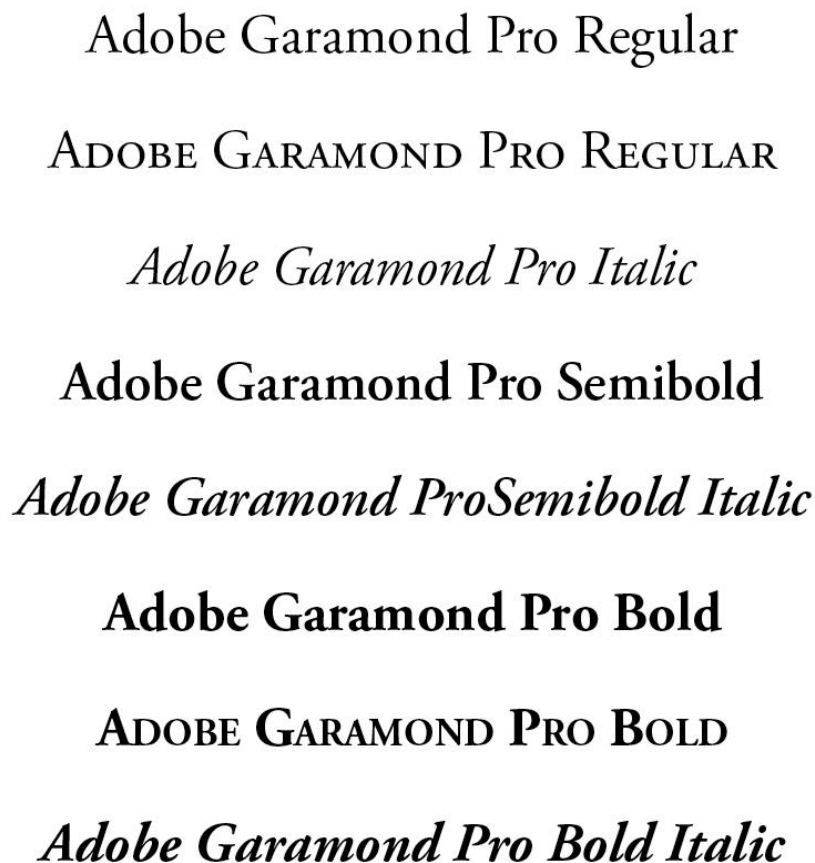 Adobe Garamond Pro Regular
Adobe Garamond Pro Regular
Adobe Garamond Pro Italic
Adobe Garamond Pro Semibold
Adobe Garamond ProSemibold Italic
Adobe Garamond Pro Bold
Adobe Garamond Pro Bold
Adobe Garamond Pro Bold Italic